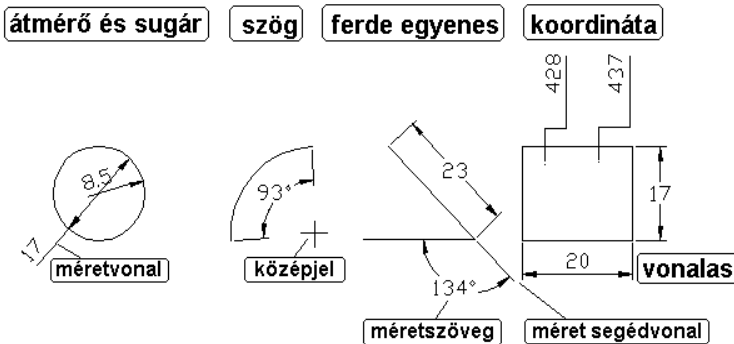 átmérő és sugár
szög
ferde egyenes
koordináta
428
437
8,5
93°
23
17
17
méretvonal
középjel
134°
20
vonalas
méretszöveg
méret segédvonal